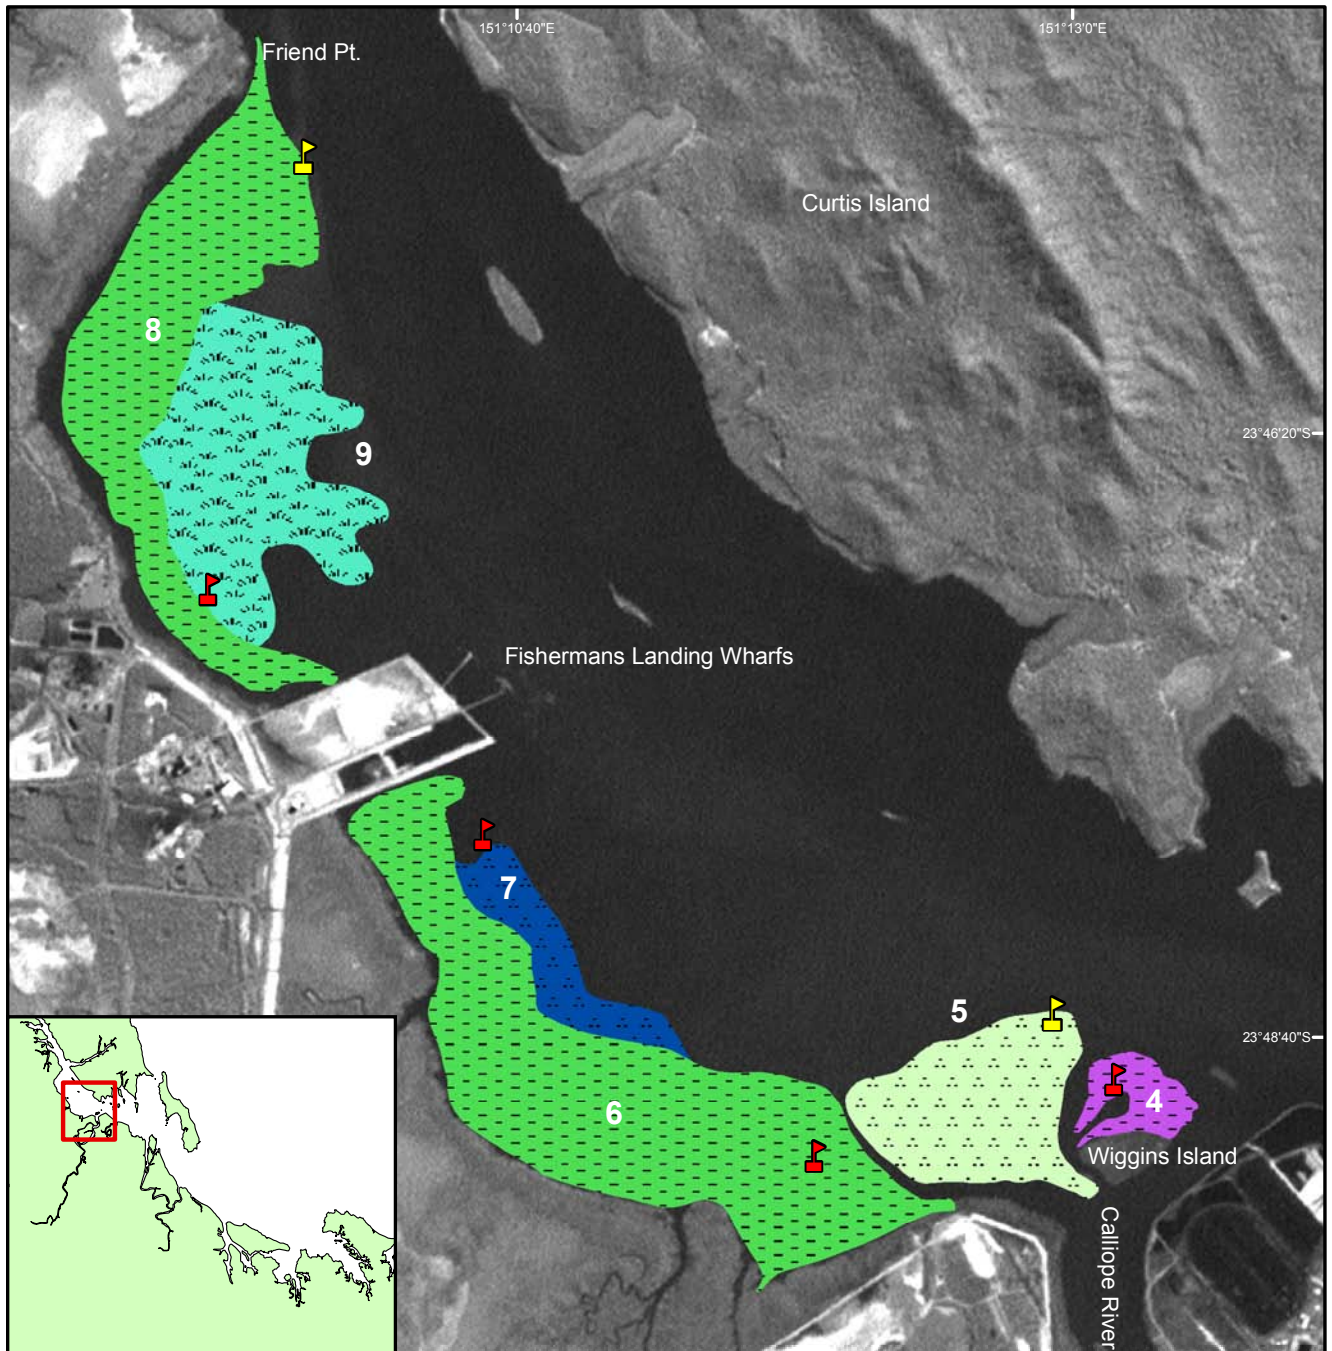 151°10'40"E
151°13'0"E
Friend Pt.
Curtis Island
8
23°46'20"S
9
Fishermans Landing Wharfs
7
5
23°48'40"S
6
4
Wiggins Island
Calliope River